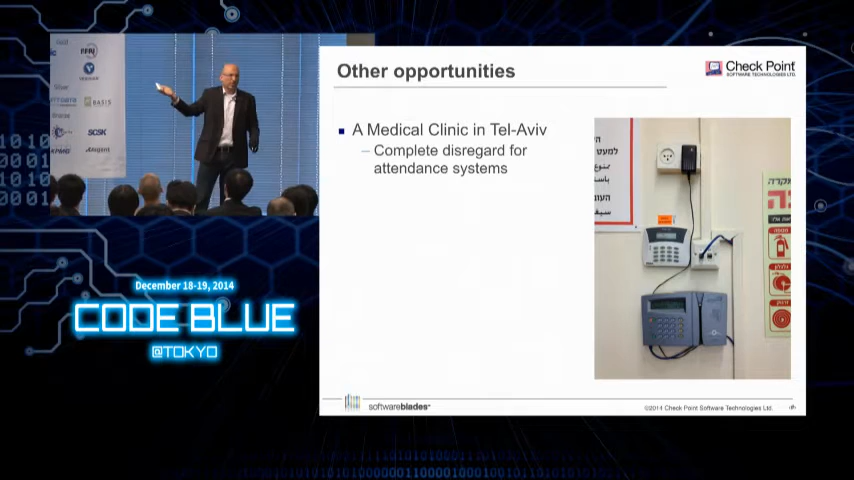 Other opportunities
Check Point
SOFTWARE TECHNOLOGIES LTD.
A Medical Clinic in Tel-Aviv
– Complete disregard for
attendance systems
December 18-19, 2014
CODE BLUE
@TOKYO
softwareblades
©2014 Check Point Software Technologies Ltd.
BASIS
SCSK
KPMG
למעט